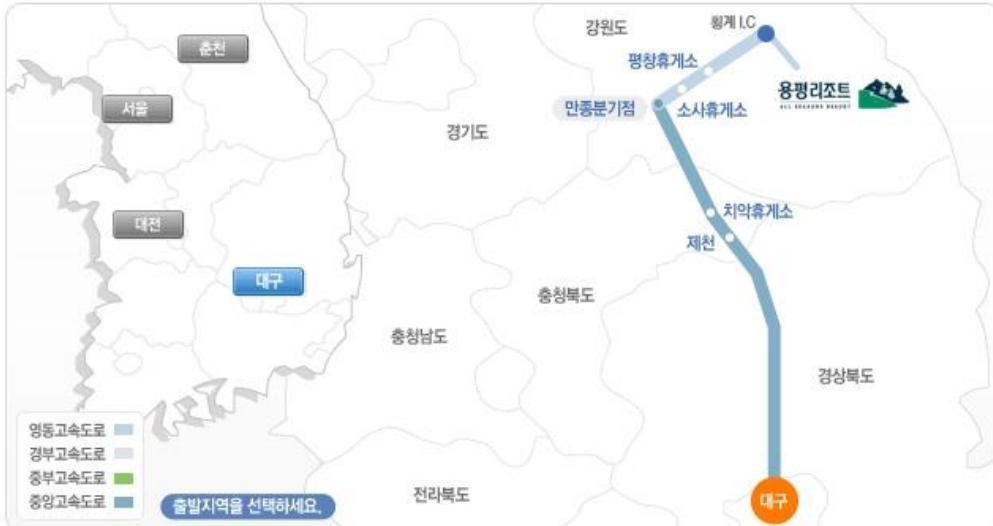 춘천
서울
대전
대구
영동고속도로
경부고속도로
중부고속도로
중앙고속도로
출발지역을 선택하세요.
강원도
횡계 I.C
평창휴게소
용평리조트
ALL SEASONS RESORT
만종분기점
소사휴게소
경기도
치악휴게소
제천
충청북도
충청남도
경상북도
전라북도
대구